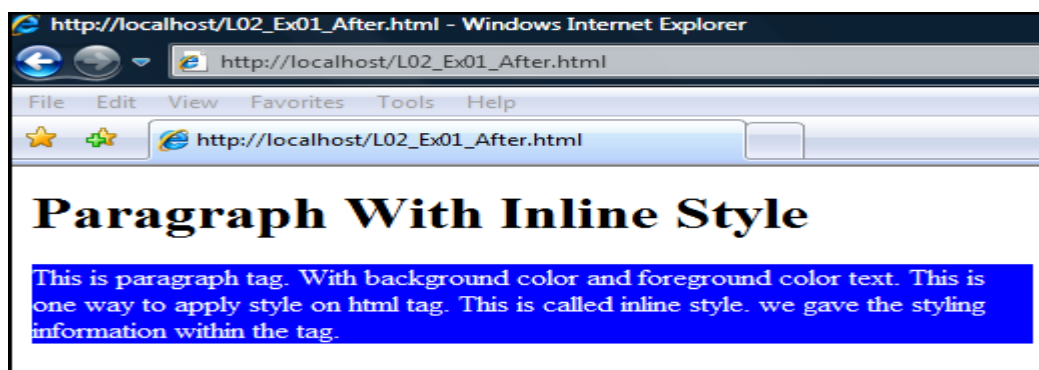 http://localhost/L02_Ex01_After.html - Windows Internet Explorer
http://localhost/L02_Ex01_After.html
File Edit View Favorites Tools Help
http://localhost/L02_Ex01_After.html
Paragraph With Inline Style
This is paragraph tag. With background color and foreground color text. This is
one way to apply style on html tag. This is called inline style. we gave the styling
information within the tag.